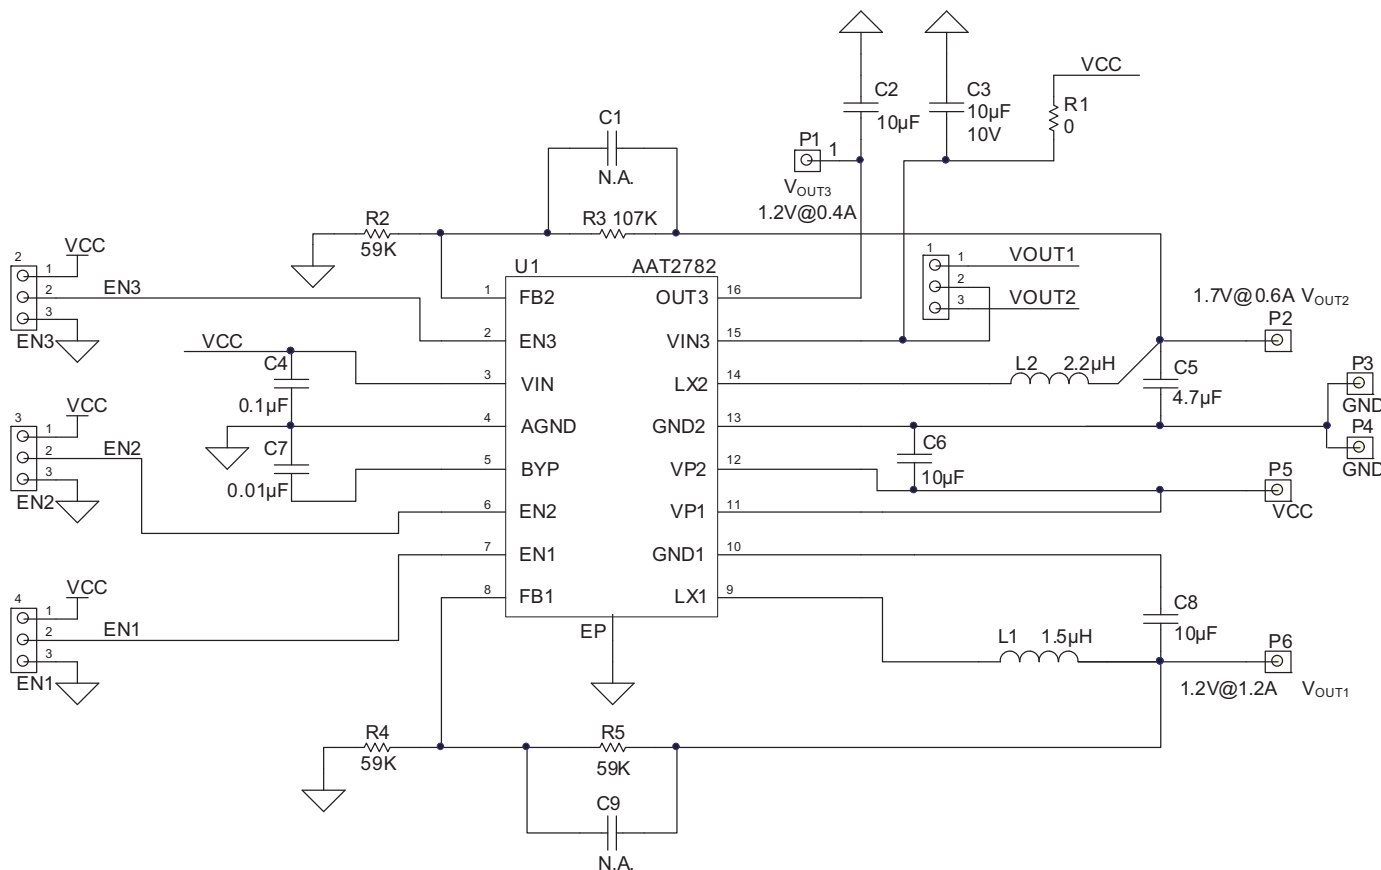 VCC
C2
10µF
C3
10µF
10V
R1
0
C1
N.A.
P1
1
VOUT3
1.2V@0.4A
R2
59K
R3 107K
2
VCC
1
2
3
EN3
EN3
U1
AAT2782
1
1
2
3
VOUT1
VOUT2
1.7V@0.6A VOUT2
P2
1 FB2
OUT3 16
2 EN3
VIN3 15
3 VIN
LX2 14
4 AGND
GND2 13
5 BYP
VP2 12
6 EN2
VP1 11
7 EN1
GND1 10
8 FB1
LX1 9
EP
VCC
C4
0.1µF
C7
0.01µF
L2 2.2µH
C5
4.7µF
P3
GND
P4
GND
C6
10µF
P5
VCC
3
VCC
1
2
3
EN2
EN2
4
VCC
1
2
3
EN1
EN1
C8
10µF
L1 1.5µH
P6
1.2V@1.2A VOUT1
R4
59K
R5
59K
C9
N.A.